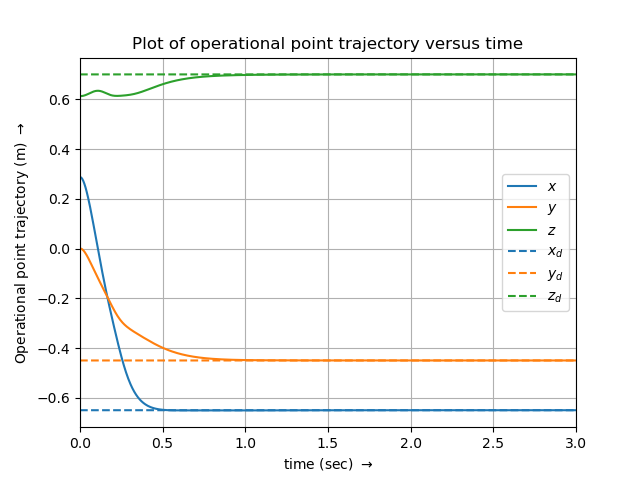 Plot of operational point trajectory versus time
Operational point trajectory (m) →
0.6
0.4
0.2
0.0
−0.2
−0.4
−0.6
x
y
z
x_d
y_d
z_d
0.0 0.5 1.0 1.5 2.0 2.5 3.0
time (sec) →